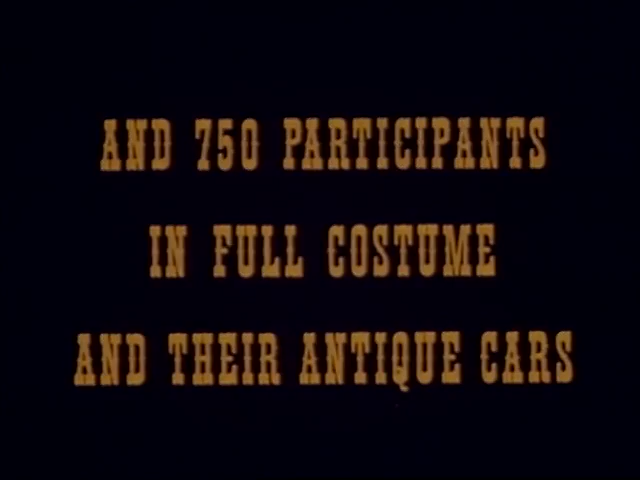 AND 750 PARTICIPANTS
IN FULL COSTUME
AND THEIR ANTIQUE CARS